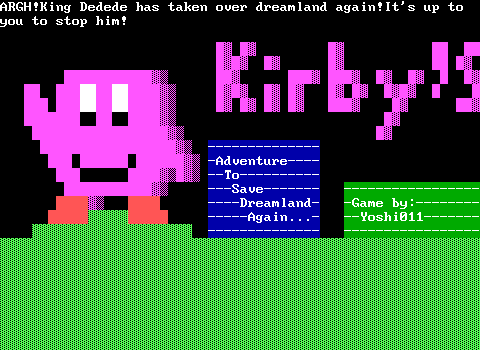 ARGH!King Dedede has taken over dreamland again!It's up to
you to stop him!
Kirby'S
-Adventure----
--To-------
---Save-------
----Dreamland-
-----Again...-
-Game by:-------
--Yoshi011------